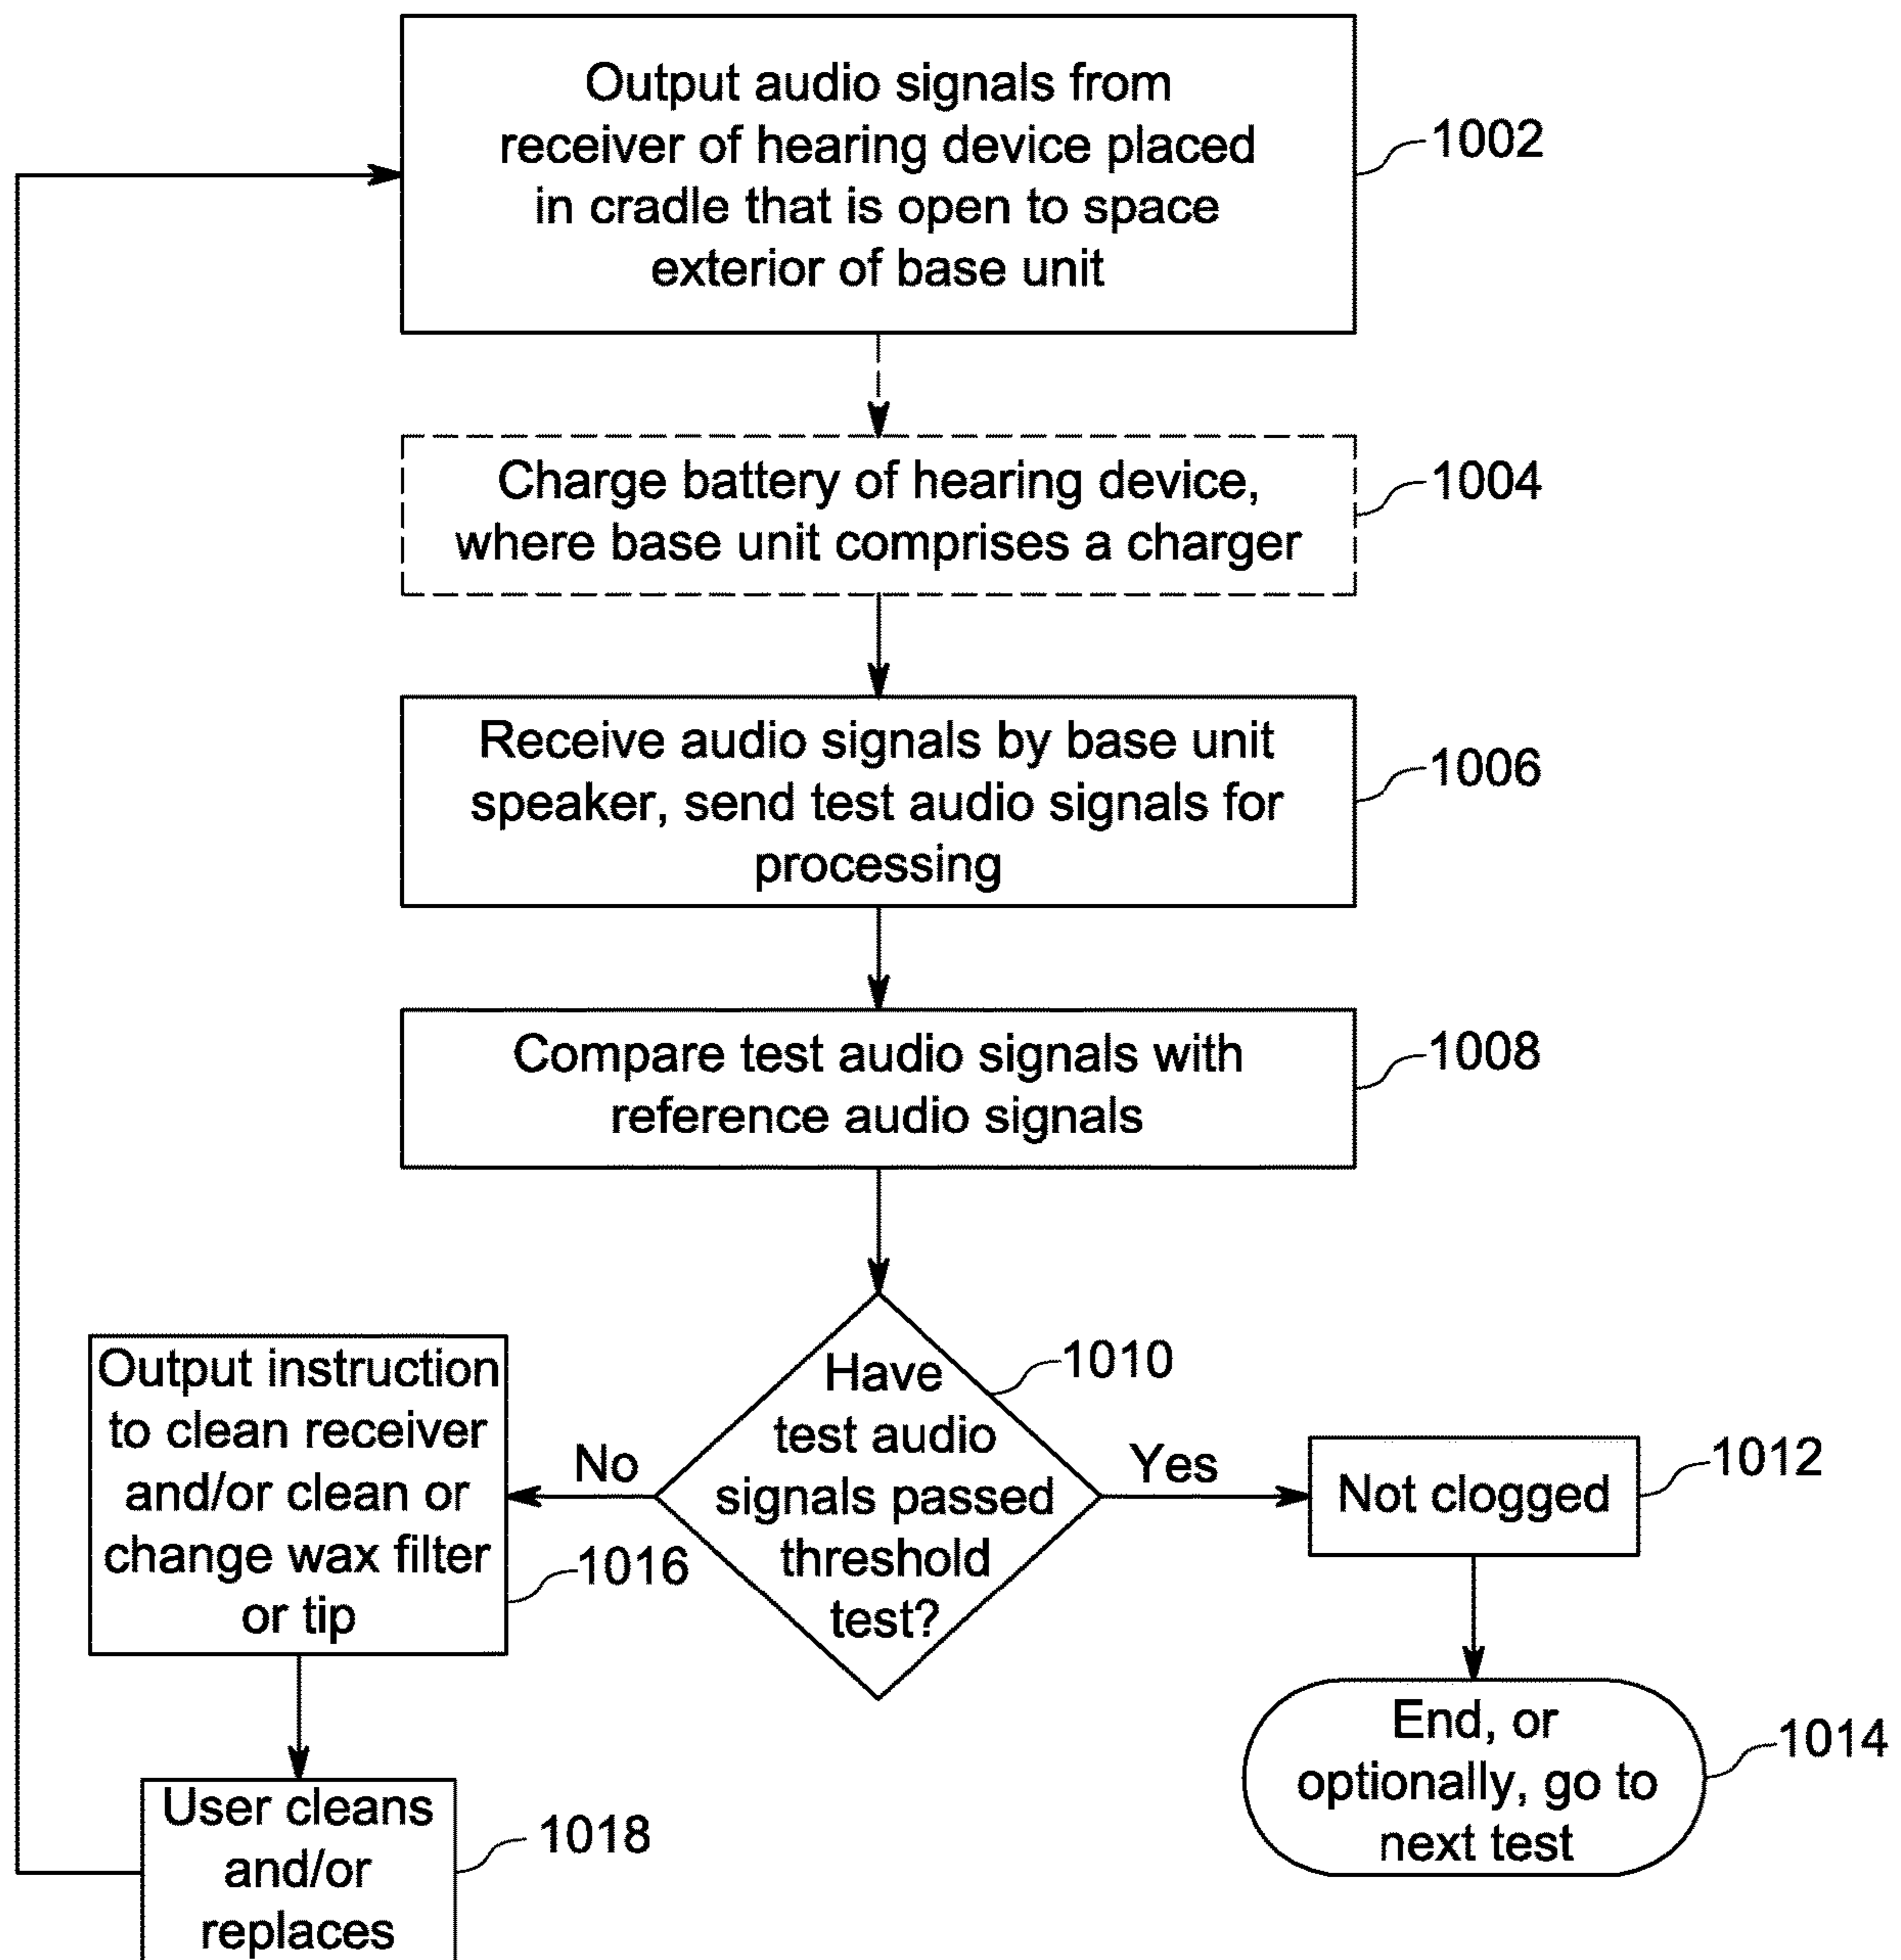 Output audio signals from
receiver of hearing device placed
in cradle that is open to space
exterior of base unit
1002
Charge battery of hearing device,
where base unit comprises a charger
1004
Receive audio signals by base unit
speaker, send test audio signals for
processing
1006
Compare test audio signals with
reference audio signals
1008
Have
test audio
signals passed
threshold
test?
1010
No
Yes
Output instruction
to clean receiver
and/or clean or
change wax filter
or tip
1016
Not clogged
1012
End, or
optionally, go to
next test
1014
User cleans
and/or
replaces
1018